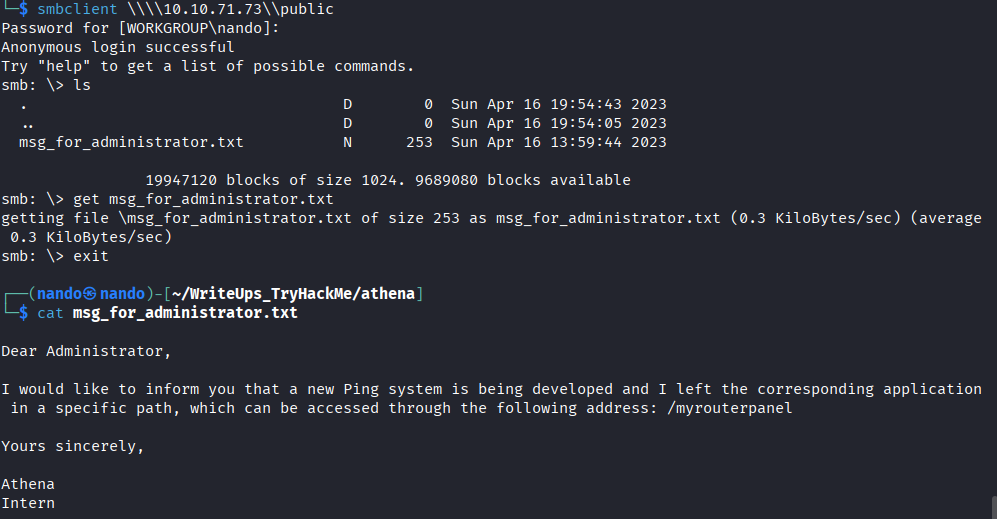 └─$ smbclient \\\\10.10.71.73\\public
Password for [WORKGROUP\nando]:
Anonymous login successful
Try "help" to get a list of possible commands.
smb: \> ls
  .                                   D        0  Sun Apr 16 19:54:43 2023
  ..                                  D        0  Sun Apr 16 19:54:05 2023
  msg_for_administrator.txt           N      253  Sun Apr 16 13:59:44 2023

                19947120 blocks of size 1024. 9689080 blocks available
smb: \> get msg_for_administrator.txt
getting file \msg_for_administrator.txt of size 253 as msg_for_administrator.txt (0.3 KiloBytes/sec) (average
 0.3 KiloBytes/sec)
smb: \> exit

┌──(nando㉿nando)-[~/WriteUps_TryHackMe/athena]
└─$ cat msg_for_administrator.txt

Dear Administrator,

I would like to inform you that a new Ping system is being developed and I left the corresponding application
 in a specific path, which can be accessed through the following address: /myrouterpanel

Yours sincerely,

Athena
Intern